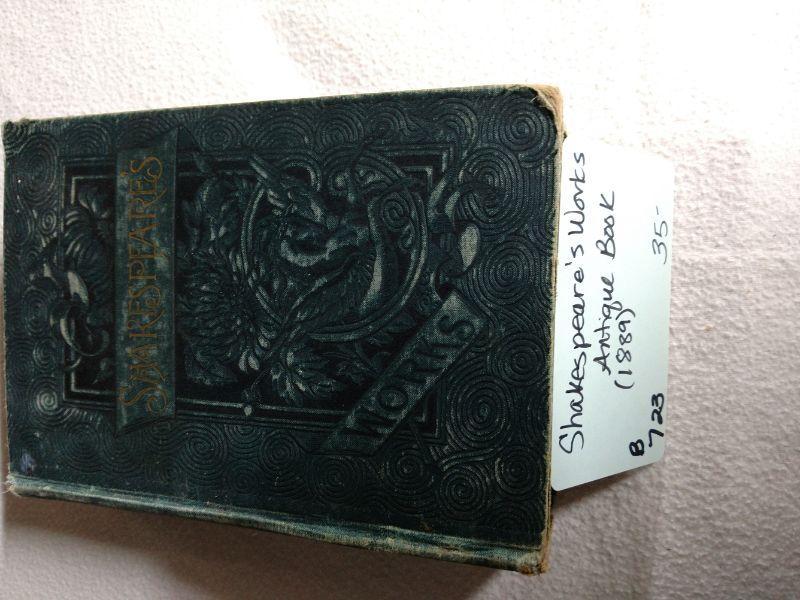 SHAKESPEARE'S
WORKS
Shakespeare's Works
Antique Book
(1889)
B
723
35-